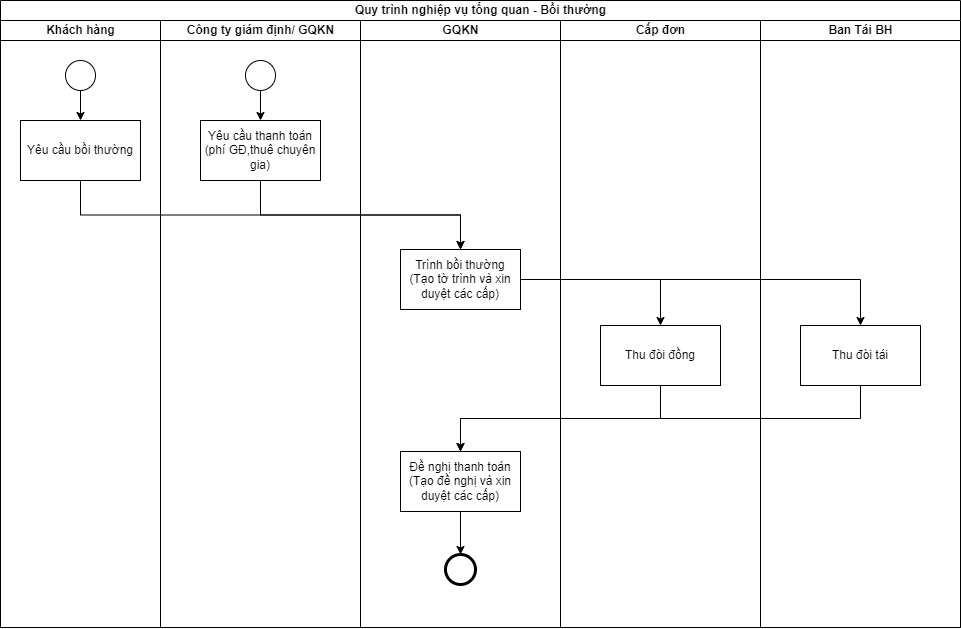 Quy trình nghiệp vụ tổng quan - Bồi thường
Khách hàng
Công ty giám định/ GQKN
GQKN
Cấp đơn
Ban Tái BH
Yêu cầu bồi thường
Yêu cầu thanh toán
(phí GĐ,thuê chuyên
gia)
Trình bồi thường
(Tạo tờ trình và xin
duyệt các cấp)
Thu đòi đồng
Thu đòi tái
Đề nghị thanh toán
(Tạo đề nghị và xin
duyệt các cấp)